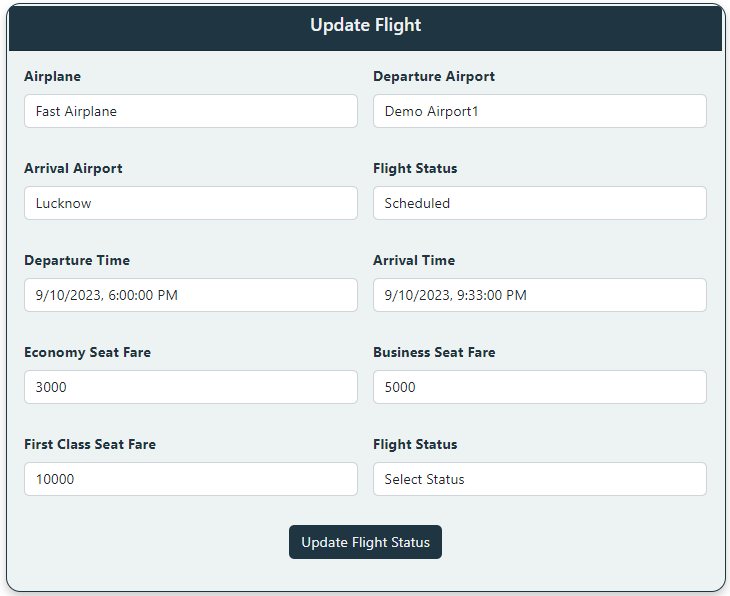 Update Flight
Airplane
Departure Airport
Fast Airplane
Demo Airport1
Arrival Airport
Flight Status
Lucknow
Scheduled
Departure Time
Arrival Time
9/10/2023, 6:00:00 PM
9/10/2023, 9:33:00 PM
Economy Seat Fare
Business Seat Fare
3000
5000
First Class Seat Fare
Flight Status
10000
Select Status
Update Flight Status